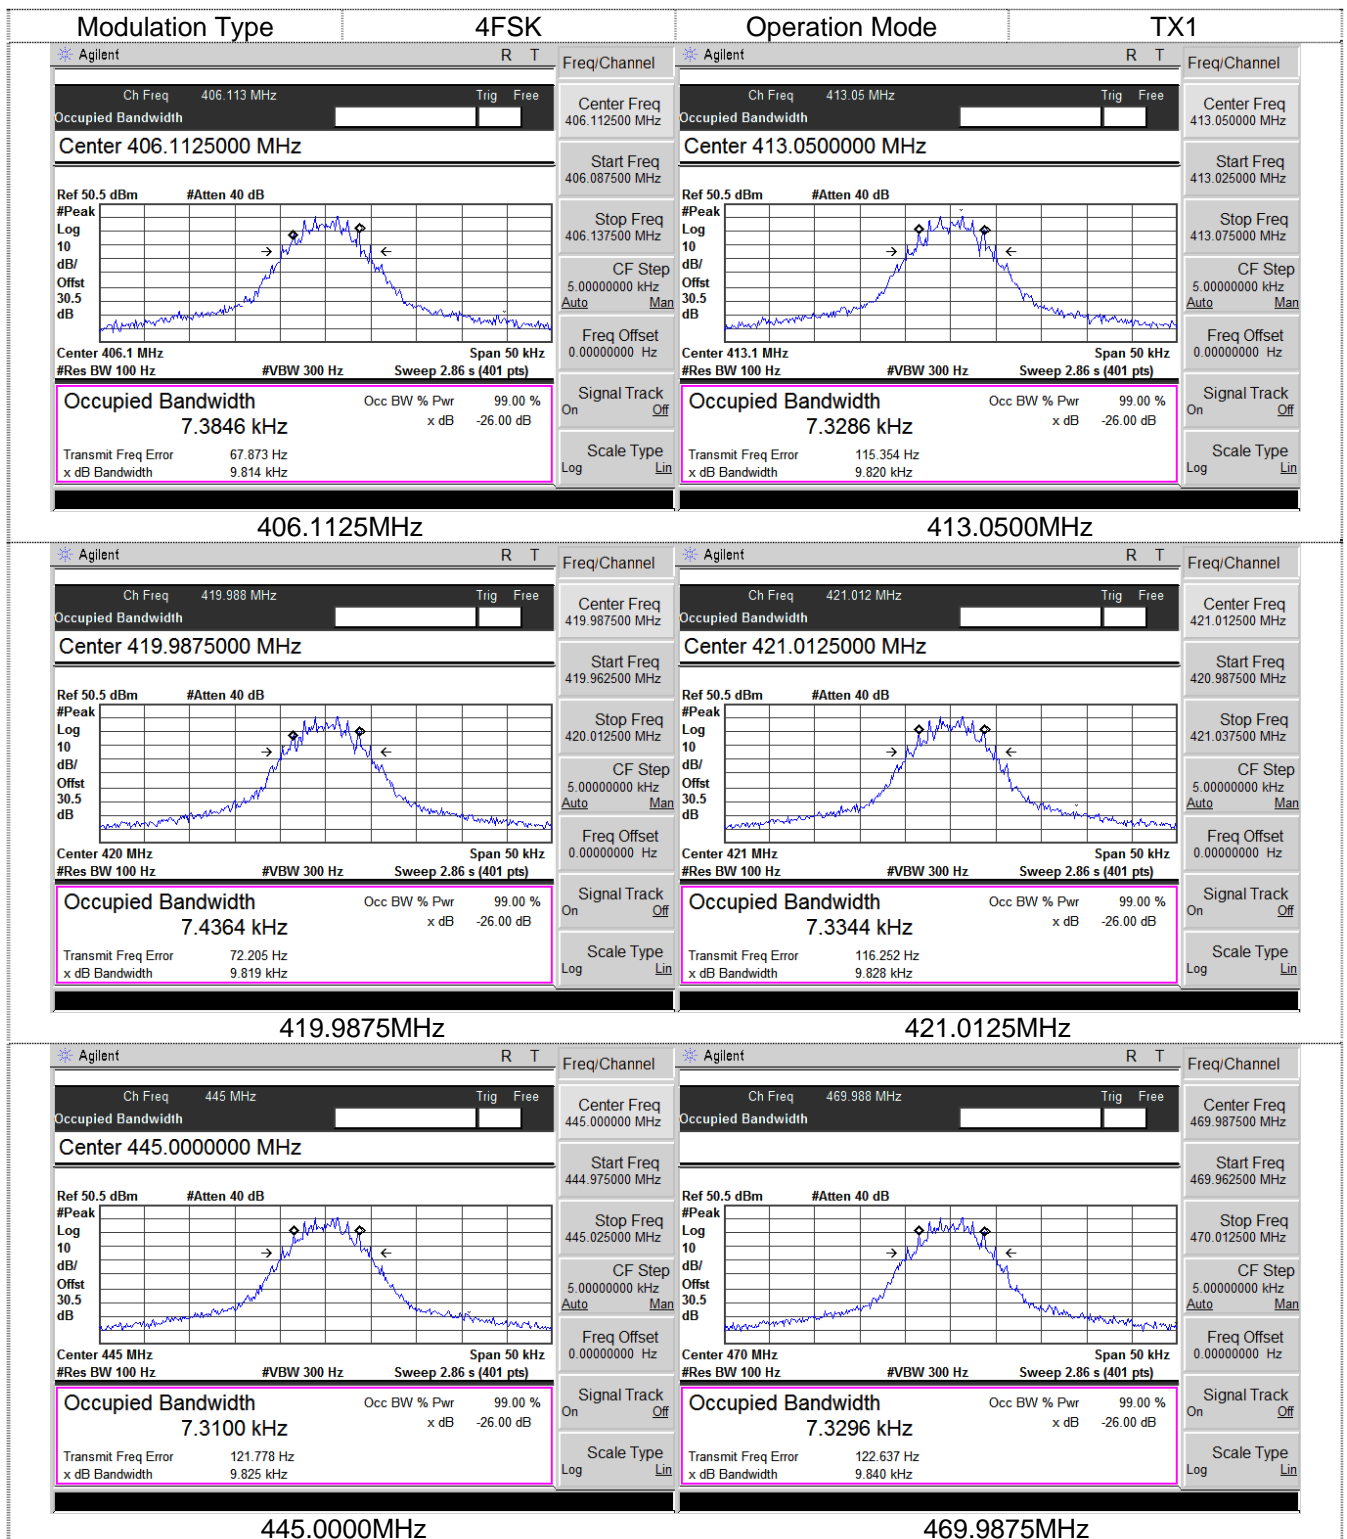 Modulation Type 4FSK Operation Mode TX1
Agilent R T Freq/Channel
Ch Freq 406.113 MHz Trig Free
Occupied Bandwidth
Center 406.1125000 MHz
Ref 50.5 dBm #Atten 40 dB
#Peak
Log
10
dB/
Offst
30.5
dB
Center 406.1 MHz Span 50 kHz
#Res BW 100 Hz #VBW 300 Hz Sweep 2.86 s (401 pts)
Occupied Bandwidth Occ BW % Pwr 99.00 %
7.3846 kHz x dB -26.00 dB
Transmit Freq Error 67.873 Hz
x dB Bandwidth 9.814 kHz
Center Freq
406.112500 MHz
Start Freq
406.087500 MHz
Stop Freq
406.137500 MHz
CF Step
5.00000000 kHz
Auto Man
Freq Offset
0.00000000 Hz
Signal Track
On Off
Scale Type
Log Lin
406.1125MHz
Agilent R T Freq/Channel
Ch Freq 413.05 MHz Trig Free
Occupied Bandwidth
Center 413.0500000 MHz
Ref 50.5 dBm #Atten 40 dB
#Peak
Log
10
dB/
Offst
30.5
dB
Center 413.1 MHz Span 50 kHz
#Res BW 100 Hz #VBW 300 Hz Sweep 2.86 s (401 pts)
Occupied Bandwidth Occ BW % Pwr 99.00 %
7.3286 kHz x dB -26.00 dB
Transmit Freq Error 115.354 Hz
x dB Bandwidth 9.820 kHz
Center Freq
413.050000 MHz
Start Freq
413.025000 MHz
Stop Freq
413.075000 MHz
CF Step
5.00000000 kHz
Auto Man
Freq Offset
0.00000000 Hz
Signal Track
On Off
Scale Type
Log Lin
413.0500MHz
Agilent R T Freq/Channel
Ch Freq 419.988 MHz Trig Free
Occupied Bandwidth
Center 419.9875000 MHz
Ref 50.5 dBm #Atten 40 dB
#Peak
Log
10
dB/
Offst
30.5
dB
Center 420 MHz Span 50 kHz
#Res BW 100 Hz #VBW 300 Hz Sweep 2.86 s (401 pts)
Occupied Bandwidth Occ BW % Pwr 99.00 %
7.4364 kHz x dB -26.00 dB
Transmit Freq Error 72.205 Hz
x dB Bandwidth 9.819 kHz
Center Freq
419.987500 MHz
Start Freq
419.962500 MHz
Stop Freq
420.012500 MHz
CF Step
5.00000000 kHz
Auto Man
Freq Offset
0.00000000 Hz
Signal Track
On Off
Scale Type
Log Lin
419.9875MHz
Agilent R T Freq/Channel
Ch Freq 421.012 MHz Trig Free
Occupied Bandwidth
Center 421.0125000 MHz
Ref 50.5 dBm #Atten 40 dB
#Peak
Log
10
dB/
Offst
30.5
dB
Center 421 MHz Span 50 kHz
#Res BW 100 Hz #VBW 300 Hz Sweep 2.86 s (401 pts)
Occupied Bandwidth Occ BW % Pwr 99.00 %
7.3344 kHz x dB -26.00 dB
Transmit Freq Error 116.252 Hz
x dB Bandwidth 9.828 kHz
Center Freq
421.012500 MHz
Start Freq
420.987500 MHz
Stop Freq
421.037500 MHz
CF Step
5.00000000 kHz
Auto Man
Freq Offset
0.00000000 Hz
Signal Track
On Off
Scale Type
Log Lin
421.0125MHz
Agilent R T Freq/Channel
Ch Freq 445 MHz Trig Free
Occupied Bandwidth
Center 445.0000000 MHz
Ref 50.5 dBm #Atten 40 dB
#Peak
Log
10
dB/
Offst
30.5
dB
Center 445 MHz Span 50 kHz
#Res BW 100 Hz #VBW 300 Hz Sweep 2.86 s (401 pts)
Occupied Bandwidth Occ BW % Pwr 99.00 %
7.3100 kHz x dB -26.00 dB
Transmit Freq Error 121.778 Hz
x dB Bandwidth 9.825 kHz
Center Freq
445.000000 MHz
Start Freq
444.975000 MHz
Stop Freq
445.025000 MHz
CF Step
5.00000000 kHz
Auto Man
Freq Offset
0.00000000 Hz
Signal Track
On Off
Scale Type
Log Lin
445.0000MHz
Agilent R T Freq/Channel
Ch Freq 469.988 MHz Trig Free
Occupied Bandwidth
Ref 50.5 dBm #Atten 40 dB
#Peak
Log
10
dB/
Offst
30.5
dB
Center 470 MHz Span 50 kHz
#Res BW 100 Hz #VBW 300 Hz Sweep 2.86 s (401 pts)
Occupied Bandwidth Occ BW % Pwr 99.00 %
7.3296 kHz x dB -26.00 dB
Transmit Freq Error 122.637 Hz
x dB Bandwidth 9.840 kHz
Center Freq
469.987500 MHz
Start Freq
469.962500 MHz
Stop Freq
470.012500 MHz
CF Step
5.00000000 kHz
Auto Man
Freq Offset
0.00000000 Hz
Signal Track
On Off
Scale Type
Log Lin
469.9875MHz